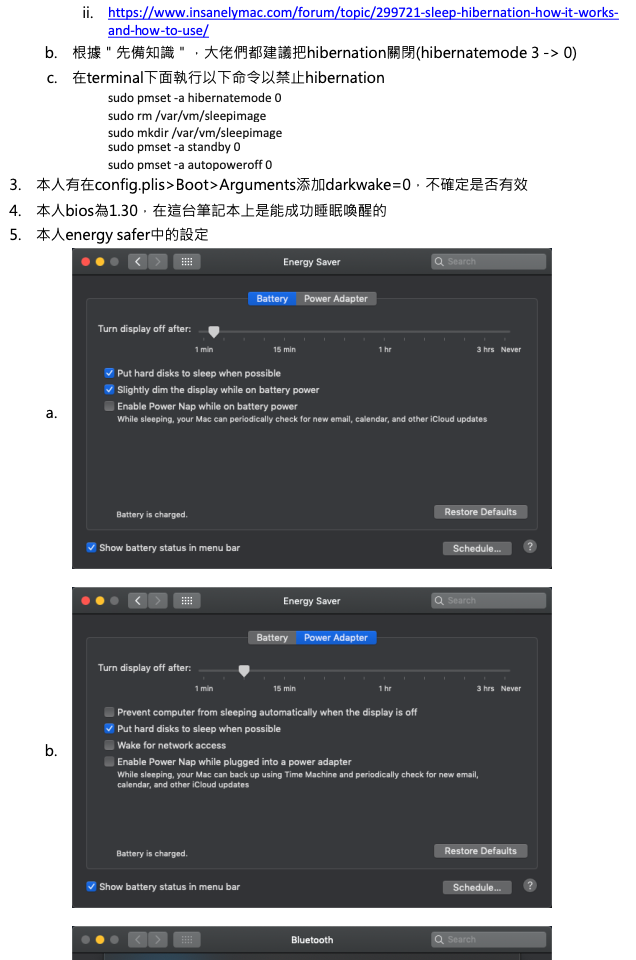 ii. https://www.insanelymac.com/forum/topic/299721-sleep-hibernation-how-it-works-
and-how-to-use/
b. 根據＂先備知識＂，大佬們都建議把hibernation關閉(hibernatemode 3 -> 0)
c. 在terminal下面執行以下命令以禁止hibernation
sudo pmset -a hibernatemode 0
sudo rm /var/vm/sleepimage
sudo mkdir /var/vm/sleepimage
sudo pmset -a standby 0
sudo pmset -a autopoweroff 0
3. 本人有在config.plis>Boot>Arguments添加darkwake=0，不確定是否有效
4. 本人bios為1.30，在這台筆記本上是能成功睡眠喚醒的
5. 本人energy safer中的設定
a.
Energy Saver
Search
Battery Power Adapter
Turn display off after:
1 min 15 min 1 hr 3 hrs Never
Put hard disks to sleep when possible
Slightly dim the display while on battery power
Enable Power Nap while on battery power
While sleeping, your Mac can periodically check for new email, calendar, and other iCloud updates
Battery is charged.
Restore Defaults
Show battery status in menu bar
Schedule...
?
b.
Energy Saver
Search
Battery Power Adapter
Turn display off after:
1 min 15 min 1 hr 3 hrs Never
Prevent computer from sleeping automatically when the display is off
Put hard disks to sleep when possible
Wake for network access
Enable Power Nap while plugged into a power adapter
While sleeping, your Mac can back up using Time Machine and periodically check for new email,
calendar, and other iCloud updates
Battery is charged.
Restore Defaults
Show battery status in menu bar
Schedule...
?
Bluetooth
Search